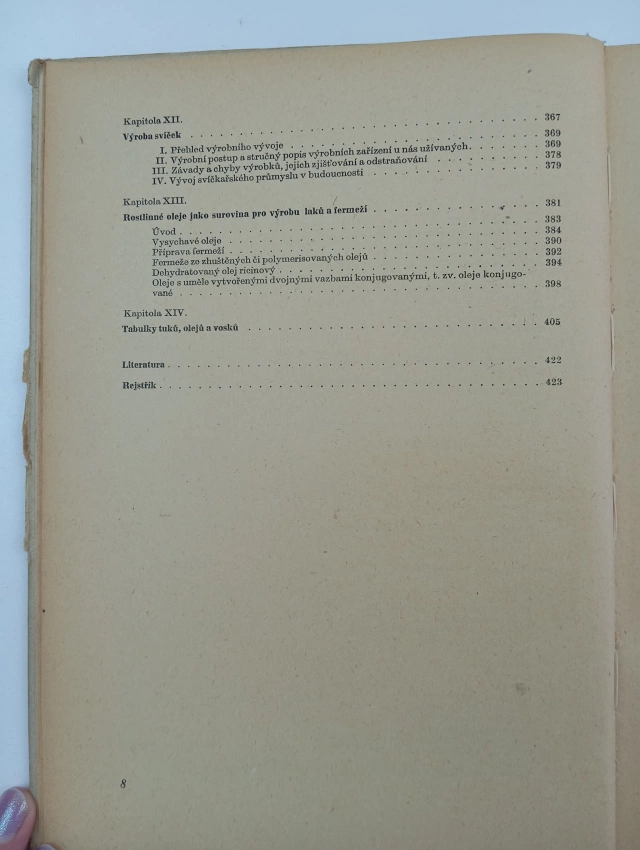 Kapitola XII.
Výroba svíček . . . . . . . . . . . . . . . . . . . . . . . . . . . . 367
I. Přehled výrobního vývoje . . . . . . . . . . . . . . . . . . . . 369
II. Výrobní postup a stručný popis výrobních zařízení u nás užívaných . . . . . 369
III. Závady a chyby výrobků, jejich zjišťování a odstraňování . . . . . . . . 378
IV. Vývoj svíčkařského průmyslu v budoucnosti . . . . . . . . . . . . . 379
Kapitola XIII.
Rostlinné oleje jako surovina pro výrobu laků a fermeží . . . . . . . . . . . . . 381
Úvod . . . . . . . . . . . . . . . . . . . . . . . . . . . . 383
Vysychavé oleje . . . . . . . . . . . . . . . . . . . . . . . . 384
Příprava fermeží . . . . . . . . . . . . . . . . . . . . . . . . 390
Fermeže ze zhuštěných či polymerisovaných olejů . . . . . . . . . . . . 392
Dehydratovaný olej ricinový . . . . . . . . . . . . . . . . . . . . 394
Oleje s uměle vytvořenými dvojnými vazbami konjugovanými, t. zv. oleje konjugo-
vané . . . . . . . . . . . . . . . . . . . . . . . . . . . . 398
Kapitola XIV.
Tabulky tuků, olejů a vosků . . . . . . . . . . . . . . . . . . . . . . . 405
Literatura . . . . . . . . . . . . . . . . . . . . . . . . . . . . . 422
Rejstřík . . . . . . . . . . . . . . . . . . . . . . . . . . . . . . 423
8